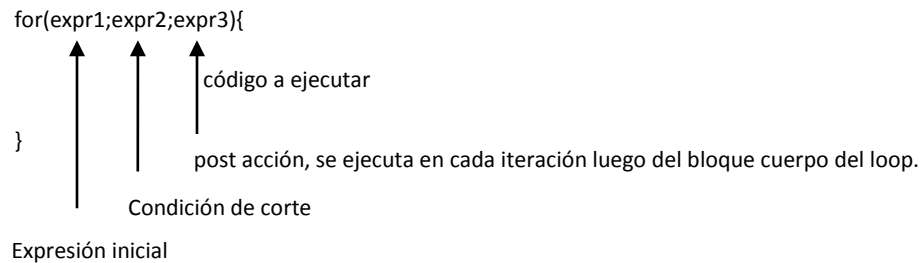 for(expr1;expr2;expr3){
código a ejecutar
}
post acción, se ejecuta en cada iteración luego del bloque cuerpo del loop.
Condición de corte
Expresión inicial